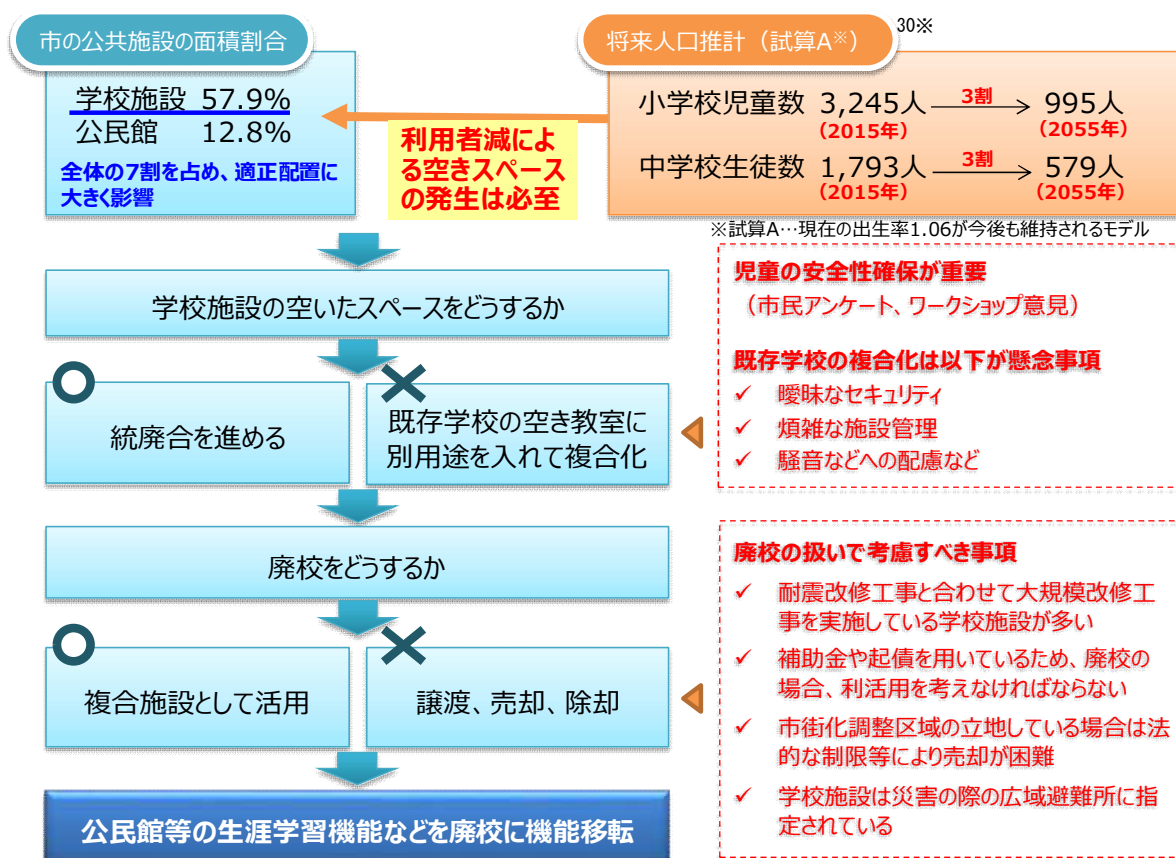 市の公共施設の面積割合
学校施設 57.9%
公民館 12.8%
全体の7割を占め、適正配置に
大きく影響
利用者減によ
る空きスペース
の発生は必至
将来人口推計（試算A※）
30※
小学校児童数 3,245人 3割 995人
(2015年) (2055年)
中学校生徒数 1,793人 3割 579人
(2015年) (2055年)
※試算A…現在の出生率1.06が今後も維持されるモデル
学校施設の空いたスペースをどうするか
統廃合を進める
既存学校の空き教室に
別用途を入れて複合化
児童の安全性確保が重要
（市民アンケート、ワークショップ意見）
既存学校の複合化は以下が懸念事項
✓ 曖昧なセキュリティ
✓ 煩雑な施設管理
✓ 騒音などへの配慮など
廃校をどうするか
複合施設として活用
譲渡、売却、除却
廃校の扱いで考慮すべき事項
✓ 耐震改修工事と合わせて大規模改修工
事を実施している学校施設が多い
✓ 補助金や起債を用いているため、廃校の
場合、利活用を考えなければならない
✓ 市街化調整区域の立地している場合は法
的な制限等により売却が困難
✓ 学校施設は災害の際の広域避難所に指
定されている
公民館等の生涯学習機能などを廃校に機能移転